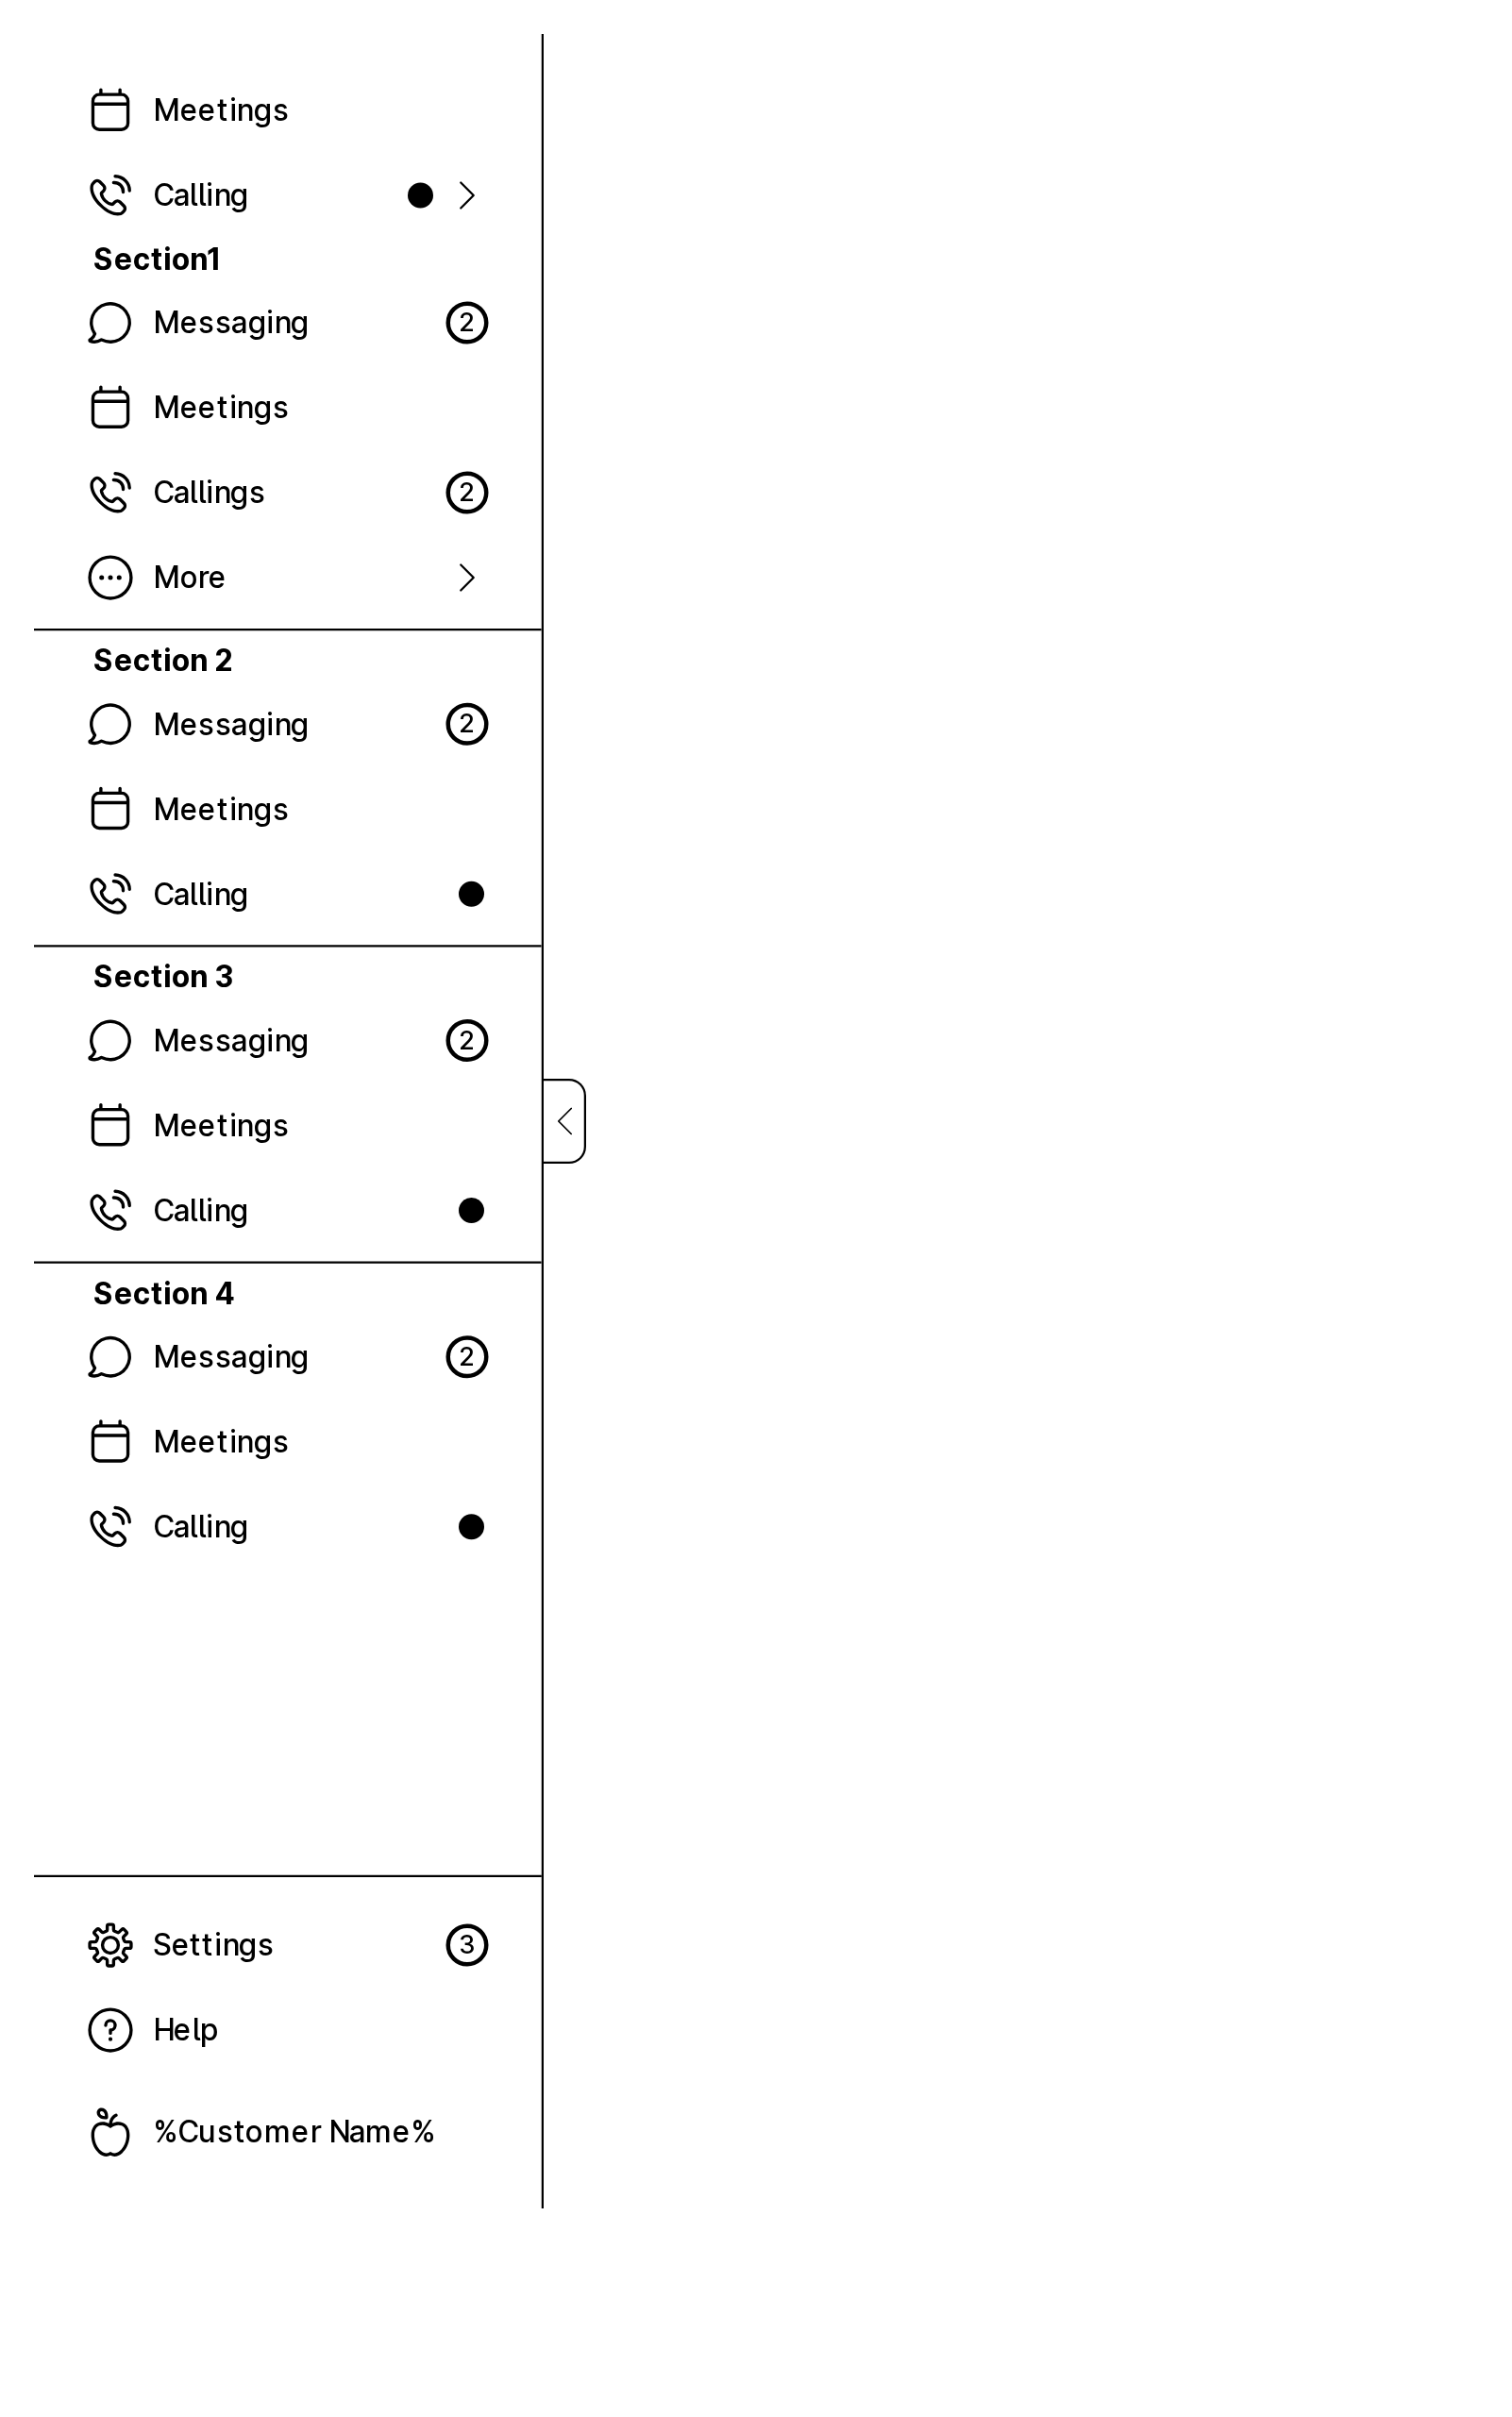 Meetings
Calling
Section1
Messaging 2
Meetings
Callings 2
More
Section 2
Messaging 2
Meetings
Calling
Section 3
Messaging 2
Meetings
Calling
Section 4
Messaging 2
Meetings
Calling
Settings 3
? Help
%Customer Name%